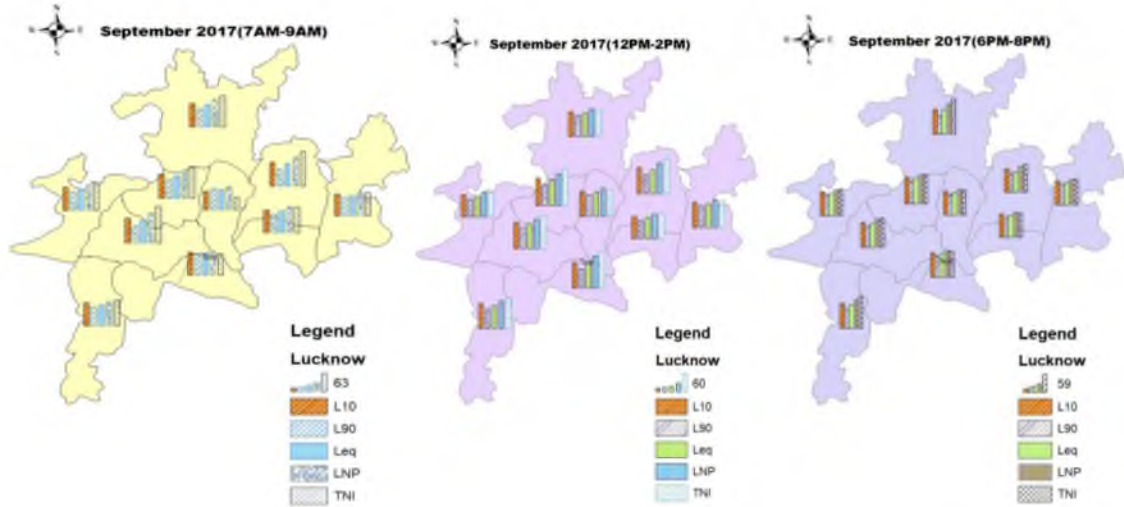 September 2017(7AM-9AM)
Legend
Lucknow
63
L10
L90
Leq
LNP
TNI
September 2017(12PM-2PM)
Legend
Lucknow
60
L10
L90
Leq
LNP
TNI
September 2017(6PM-8PM)
Legend
Lucknow
59
L10
L90
Leq
LNP
TNI